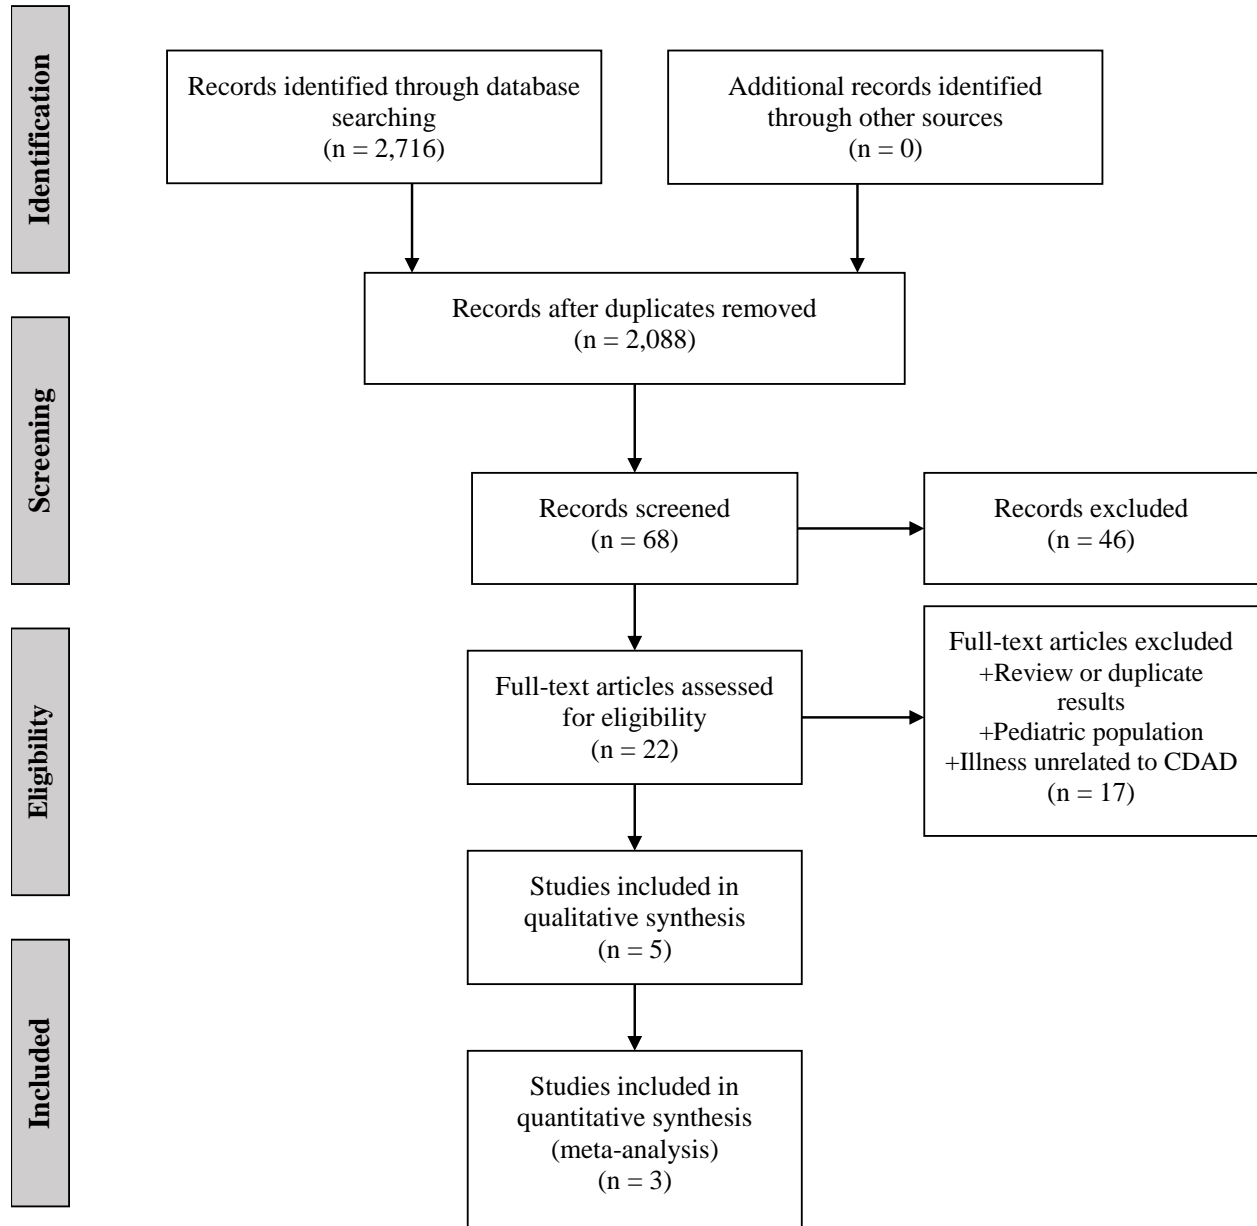 Identification
Records identified through database
searching
(n = 2,716)
Additional records identified
through other sources
(n = 0)
Records after duplicates removed
(n = 2,088)
Screening
Records screened
(n = 68)
Records excluded
(n = 46)
Eligibility
Full-text articles assessed
for eligibility
(n = 22)
Full-text articles excluded
+Review or duplicate
results
+Pediatric population
+Illness unrelated to CDAD
(n = 17)
Studies included in
qualitative synthesis
(n = 5)
Included
Studies included in
quantitative synthesis
(meta-analysis)
(n = 3)